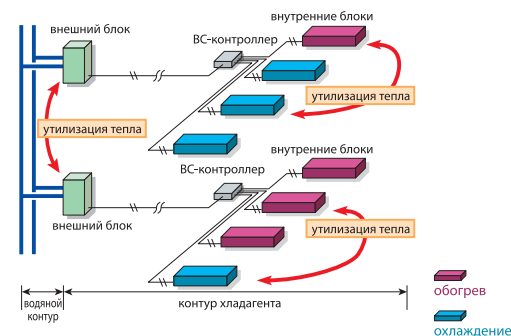 внешний блок
внутренние блоки
ВС-контроллер
утилизация тепла
утилизация тепла
внутренние блоки
ВС-контроллер
внешний блок
утилизация тепла
водяной
контур
контур хладагента
обогрев
охлаждение